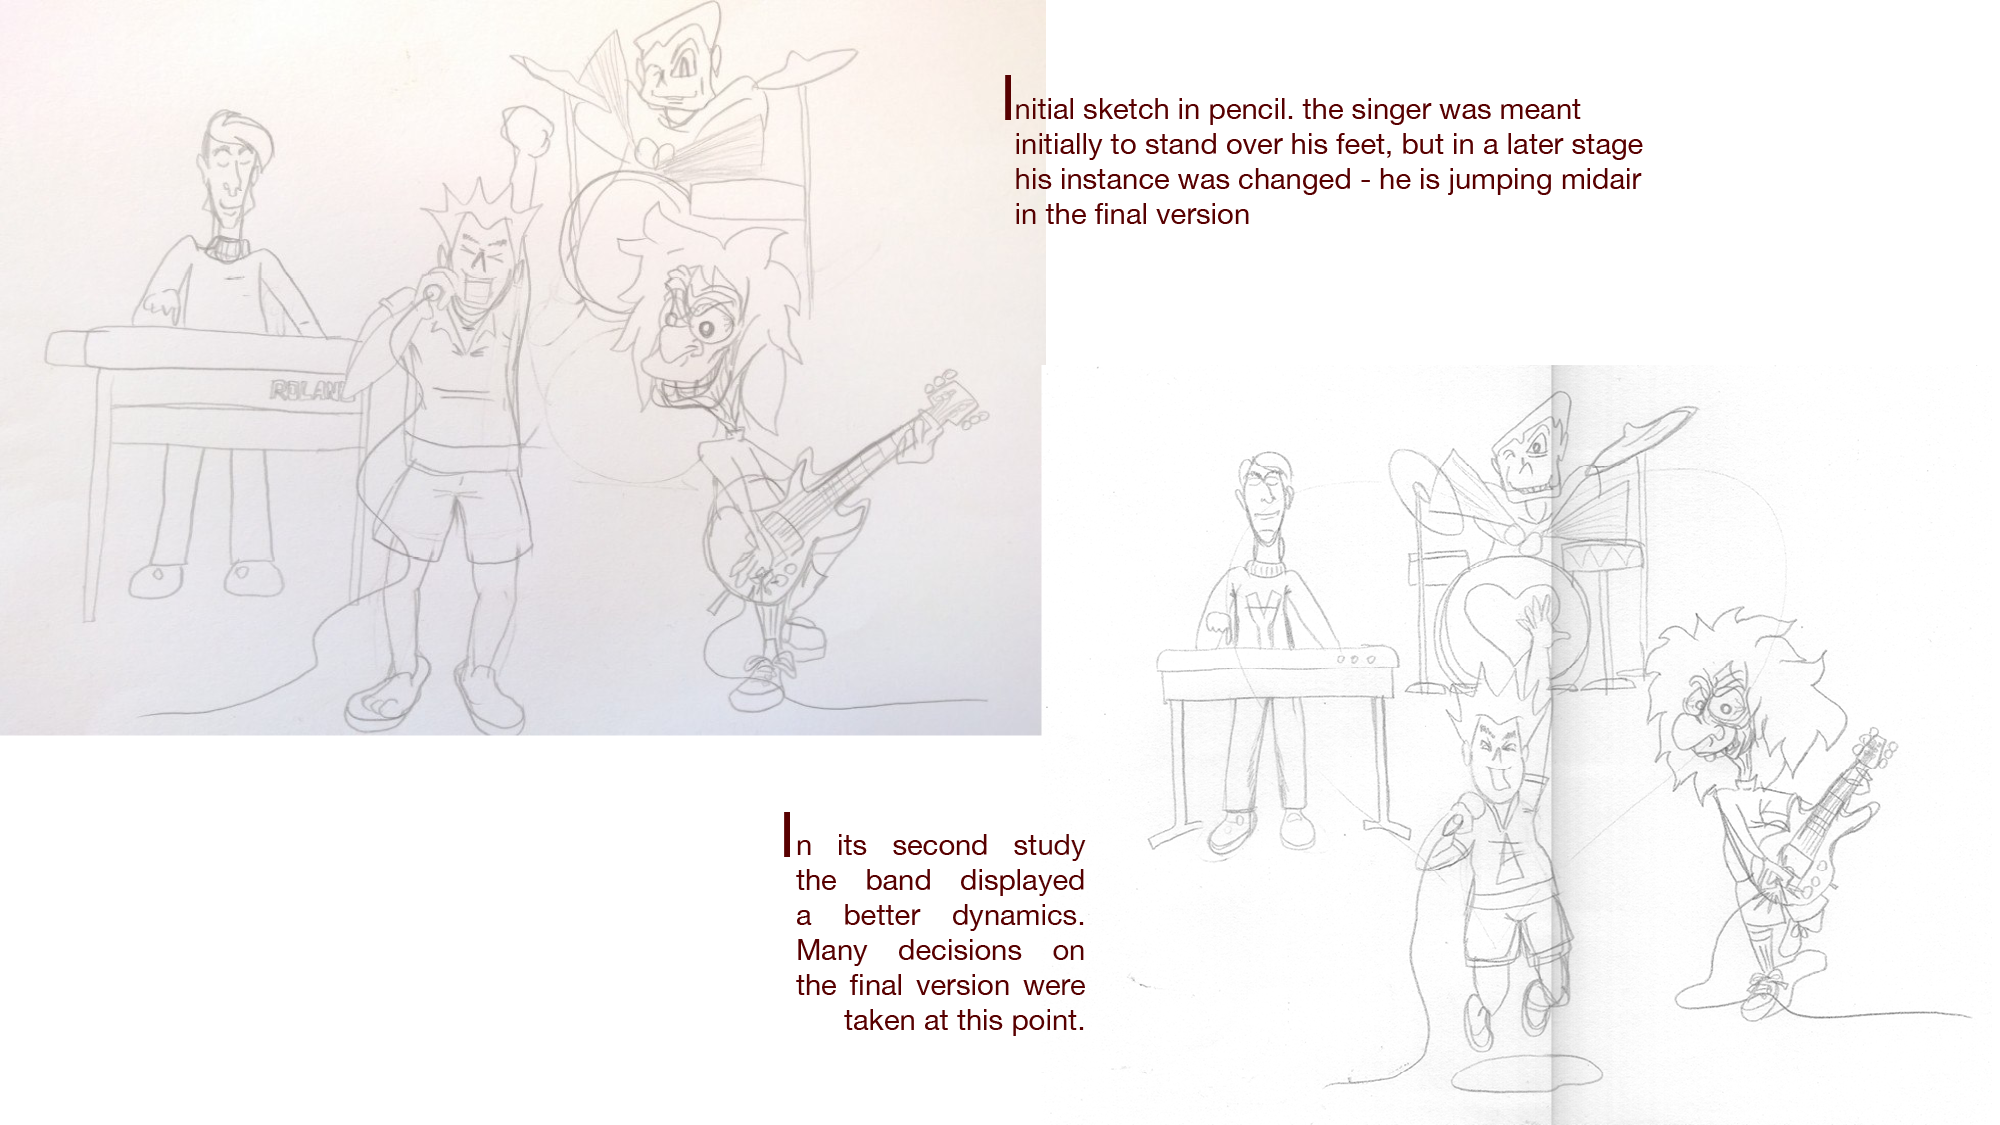 Initial sketch in pencil. the singer was meant
initially to stand over his feet, but in a later stage
his instance was changed - he is jumping midair
in the final version
ROLAND
In its second study
the band displayed
a better dynamics.
Many decisions on
the final version were
taken at this point.